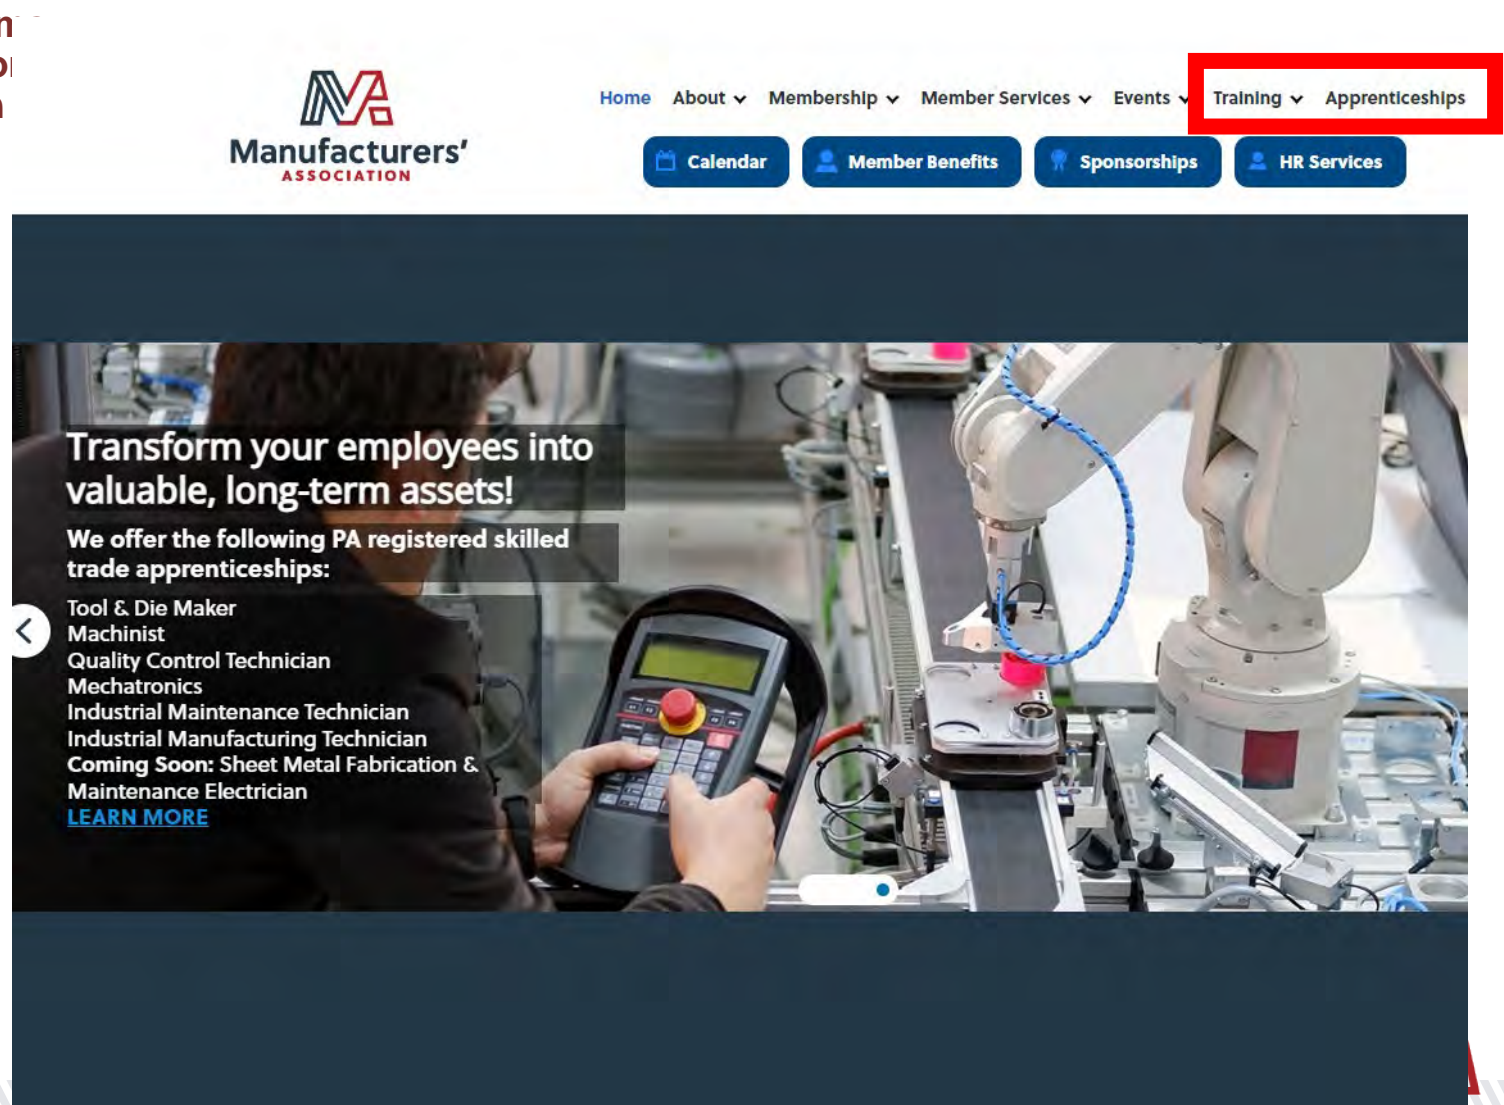 Manufacturers'
ASSOCIATION
Home About Membership Member Services Events Training Apprenticeships
Calendar Member Benefits Sponsorships HR Services
Transform your employees into
valuable, long-term assets!
We offer the following PA registered skilled
trade apprenticeships:
Tool & Die Maker
Machinist
Quality Control Technician
Mechatronics
Industrial Maintenance Technician
Industrial Manufacturing Technician
Coming Soon: Sheet Metal Fabrication &
Maintenance Electrician
LEARN MORE